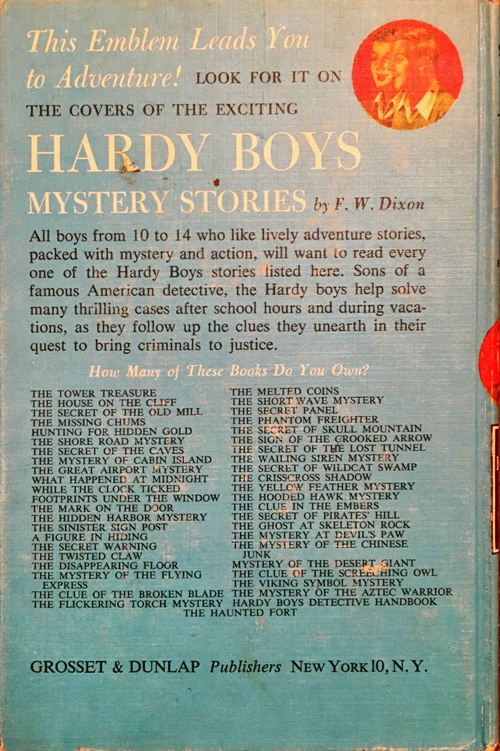 This Emblem Leads You
to Adventure! LOOK FOR IT ON
THE COVERS OF THE EXCITING
HARDY BOYS
MYSTERY STORIES by F. W. Dixon
All boys from 10 to 14 who like lively adventure stories,
packed with mystery and action, will want to read every
one of the Hardy Boys stories listed here. Sons of a
famous American detective, the Hardy boys help solve
many thrilling cases after school hours and during vaca-
tions, as they follow up the clues they unearth in their
quest to bring criminals to justice.
How Many of These Books Do You Own?
THE TOWER TREASURE
THE HOUSE ON THE CLIFF
THE SECRET OF THE OLD MILL
THE MISSING CHUMS
HUNTING FOR HIDDEN GOLD
THE SHORE ROAD MYSTERY
THE SECRET OF THE CAVES
THE MYSTERY OF CABIN ISLAND
THE GREAT AIRPORT MYSTERY
WHAT HAPPENED AT MIDNIGHT
WHILE THE CLOCK TICKED
FOOTPRINTS UNDER THE WINDOW
THE MARK ON THE DOOR
THE HIDDEN HARBOR MYSTERY
THE SINISTER SIGN POST
A FIGURE IN HIDING
THE SECRET WARNING
THE TWISTED CLAW
THE DISAPPEARING FLOOR
THE MYSTERY OF THE FLYING
EXPRESS
THE CLUE OF THE BROKEN BLADE
THE FLICKERING TORCH MYSTERY
THE MELTED COINS
THE SHORT WAVE MYSTERY
THE SECRET PANEL
THE PHANTOM FREIGHTER
THE SECRET OF SKULL MOUNTAIN
THE SIGN OF THE CROOKED ARROW
THE SECRET OF THE LOST TUNNEL
THE WAILING SIREN MYSTERY
THE SECRET OF WILDCAT SWAMP
THE CRISSCROSS SHADOW
THE YELLOW FEATHER MYSTERY
THE HOODED HAWK MYSTERY
THE CLUE IN THE EMBERS
THE SECRET OF PIRATES' HILL
THE GHOST AT SKELETON ROCK
THE MYSTERY AT DEVIL'S PAW
THE MYSTERY OF THE CHINESE
JUNK
MYSTERY OF THE DESERT GIANT
THE CLUE OF THE SCREECHING OWL
THE VIKING SYMBOL MYSTERY
THE MYSTERY OF THE AZTEC WARRIOR
HARDY BOYS DETECTIVE HANDBOOK
THE HAUNTED FORT
GROSSET & DUNLAP Publishers NEW YORK 10, N. Y.